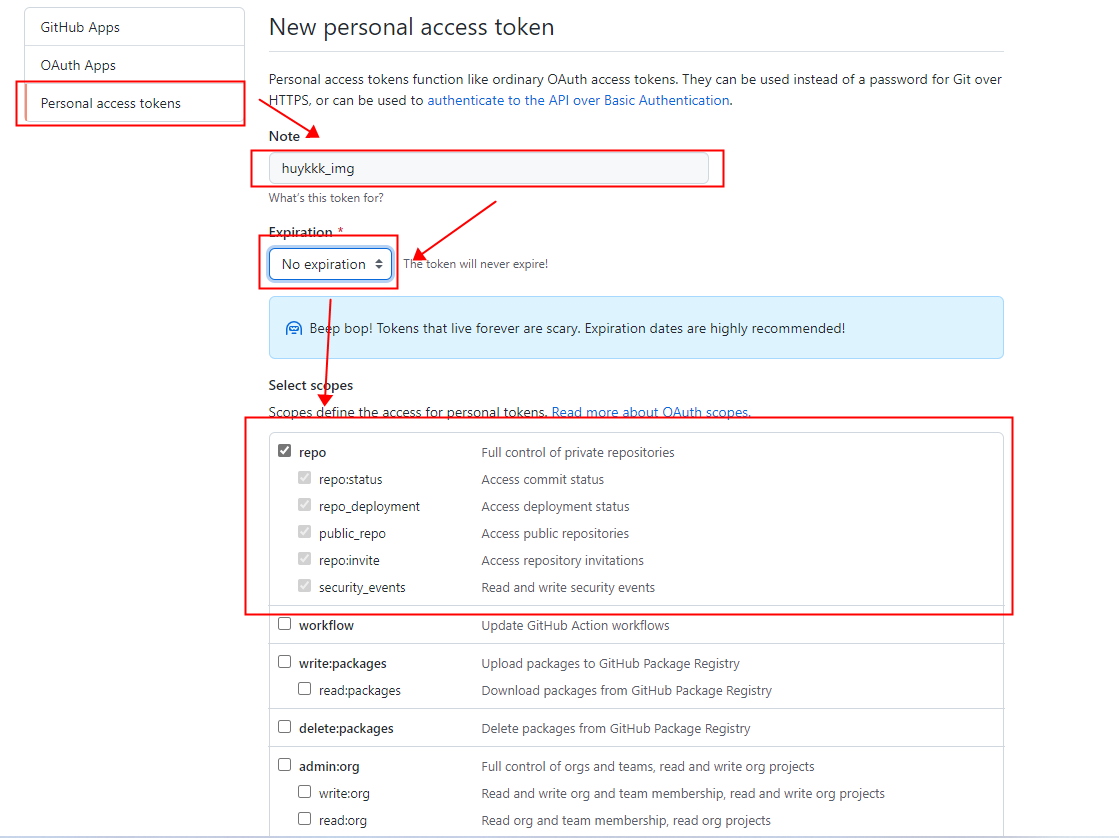 GitHub Apps
OAuth Apps
Personal access tokens
New personal access token
Personal access tokens function like ordinary OAuth access tokens. They can be used instead of a password for Git over
HTTPS, or can be used to authenticate to the API over Basic Authentication.
Note
huykkk_img
What's this token for?
Expiration *
No expiration
The token will never expire!
Beep bop! Tokens that live forever are scary. Expiration dates are highly recommended!
Select scopes
Scopes define the access for personal tokens. Read more about OAuth scopes.
repo Full control of private repositories
repo:status Access commit status
repo_deployment Access deployment status
public_repo Access public repositories
repo:invite Access repository invitations
security_events Read and write security events
workflow Update GitHub Action workflows
write:packages Upload packages to GitHub Package Registry
read:packages Download packages from GitHub Package Registry
delete:packages Delete packages from GitHub Package Registry
admin:org Full control of orgs and teams, read and write org projects
write:org Read and write org and team membership, read and write org projects
read:org Read org and team membership, read org projects